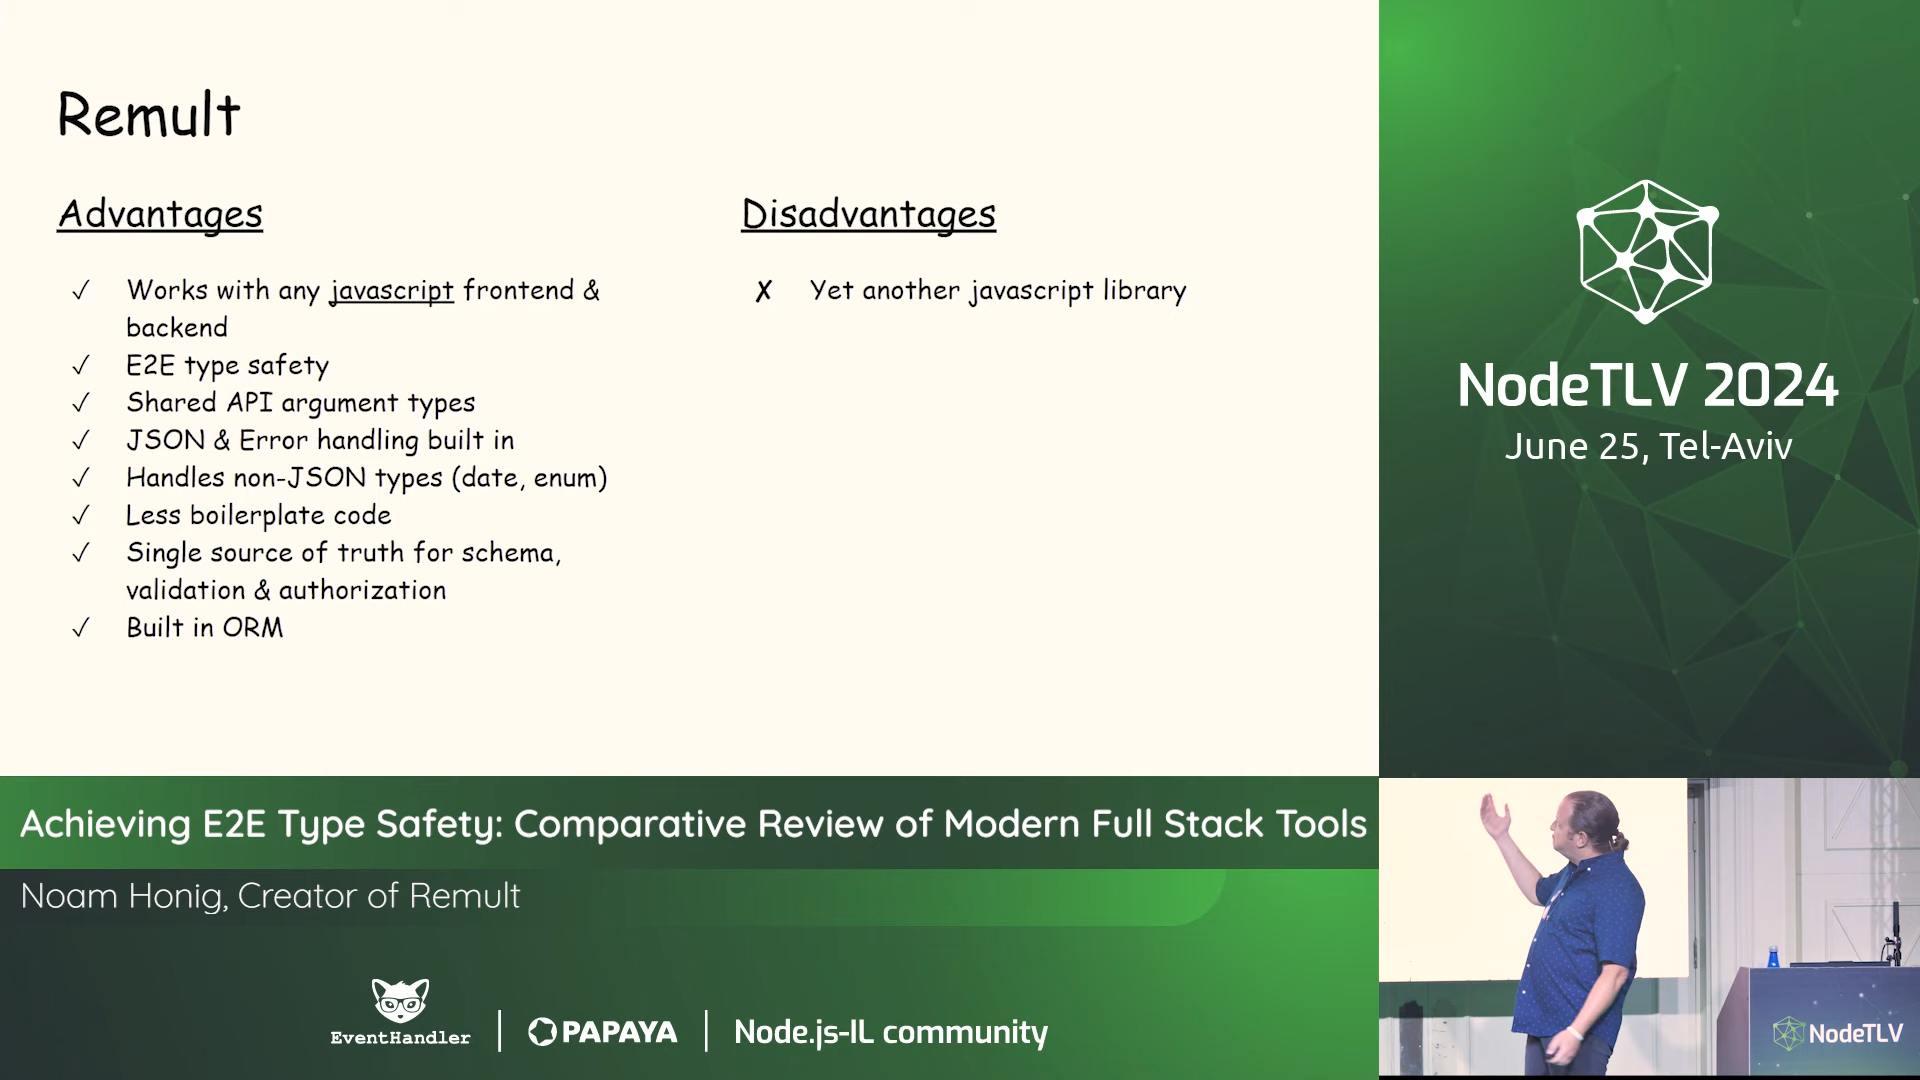 Remult
Advantages
✓ Works with any javascript frontend &
backend
✓ E2E type safety
✓ Shared API argument types
✓ JSON & Error handling built in
✓ Handles non-JSON types (date, enum)
✓ Less boilerplate code
✓ Single source of truth for schema,
validation & authorization
✓ Built in ORM
Disadvantages
✗ Yet another javascript library
NodeTLV 2024
June 25, Tel-Aviv
Achieving E2E Type Safety: Comparative Review of Modern Full Stack Tools
Noam Honig, Creator of Remult
EventHandler
PAPAYA
Node.js-IL community
NodeTLV